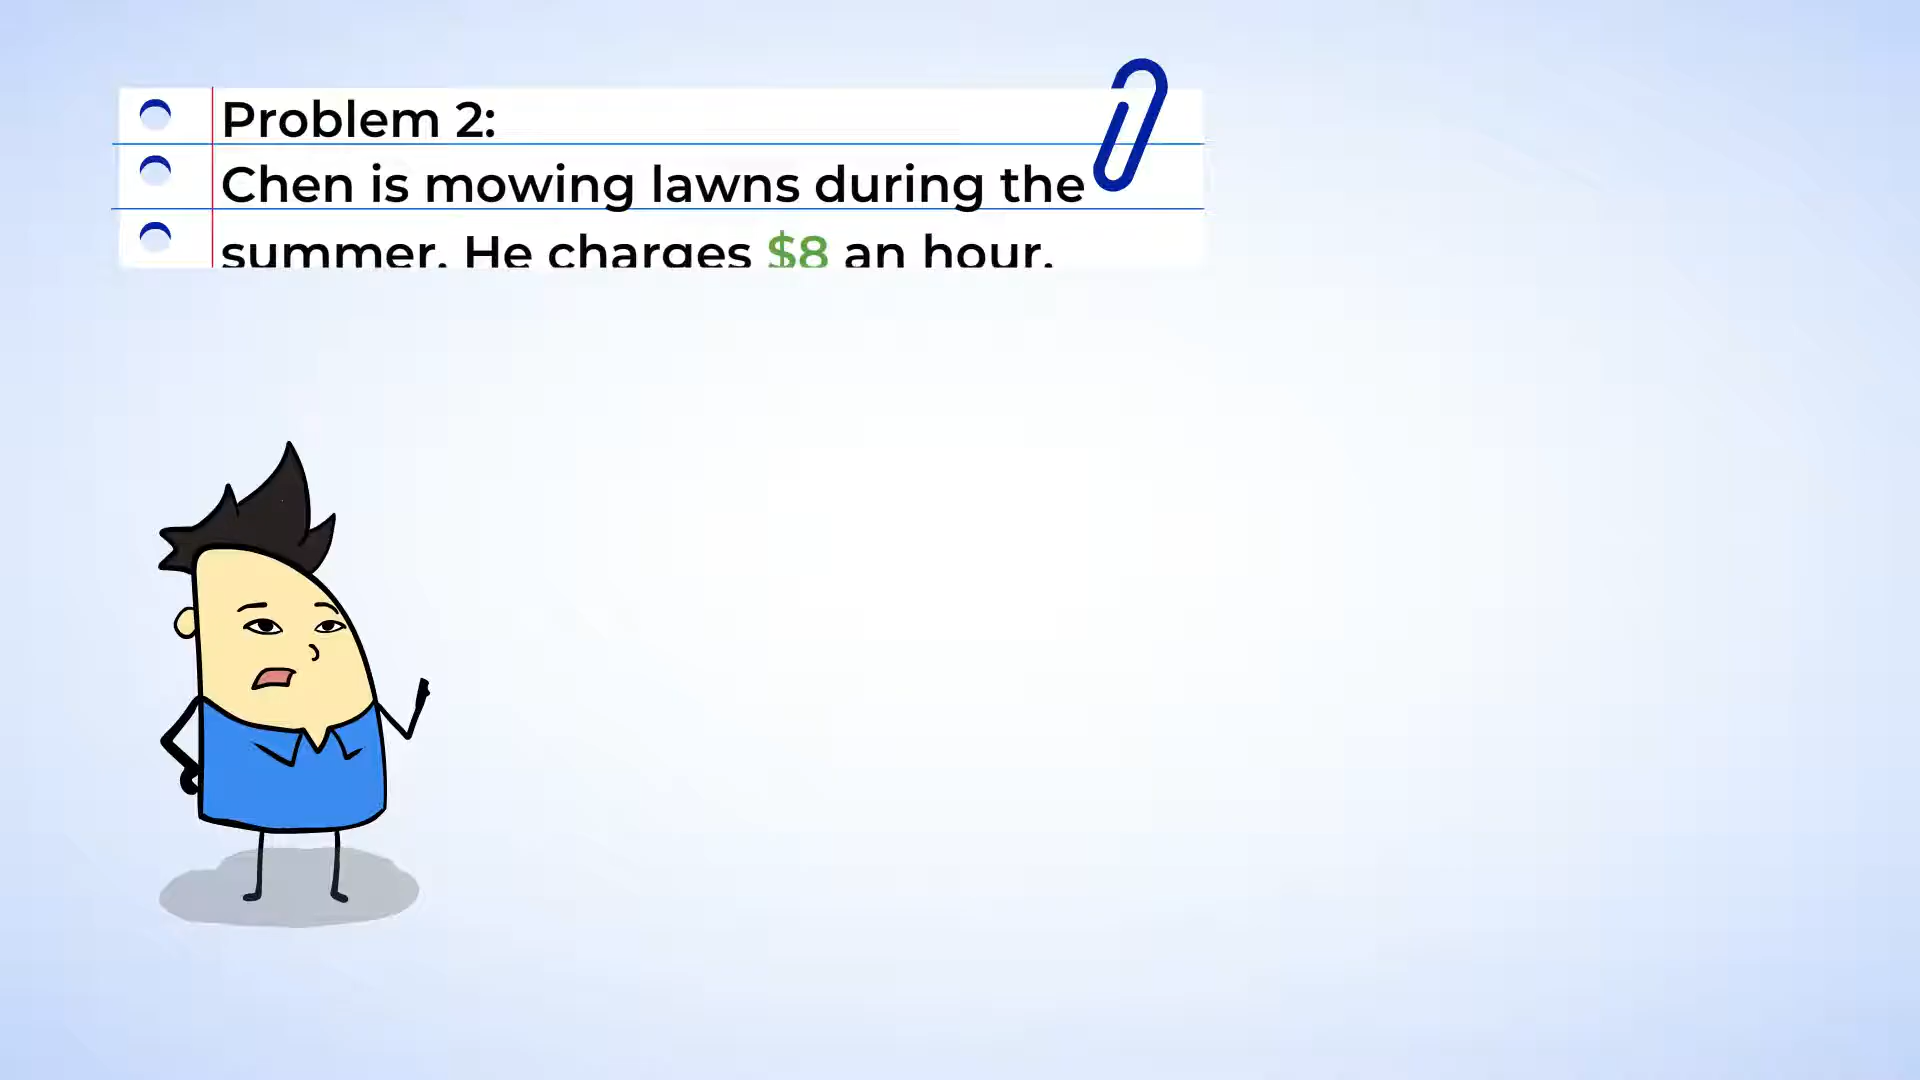 Problem 2:
Chen is mowing lawns during the
summer. He charges $8 an hour.